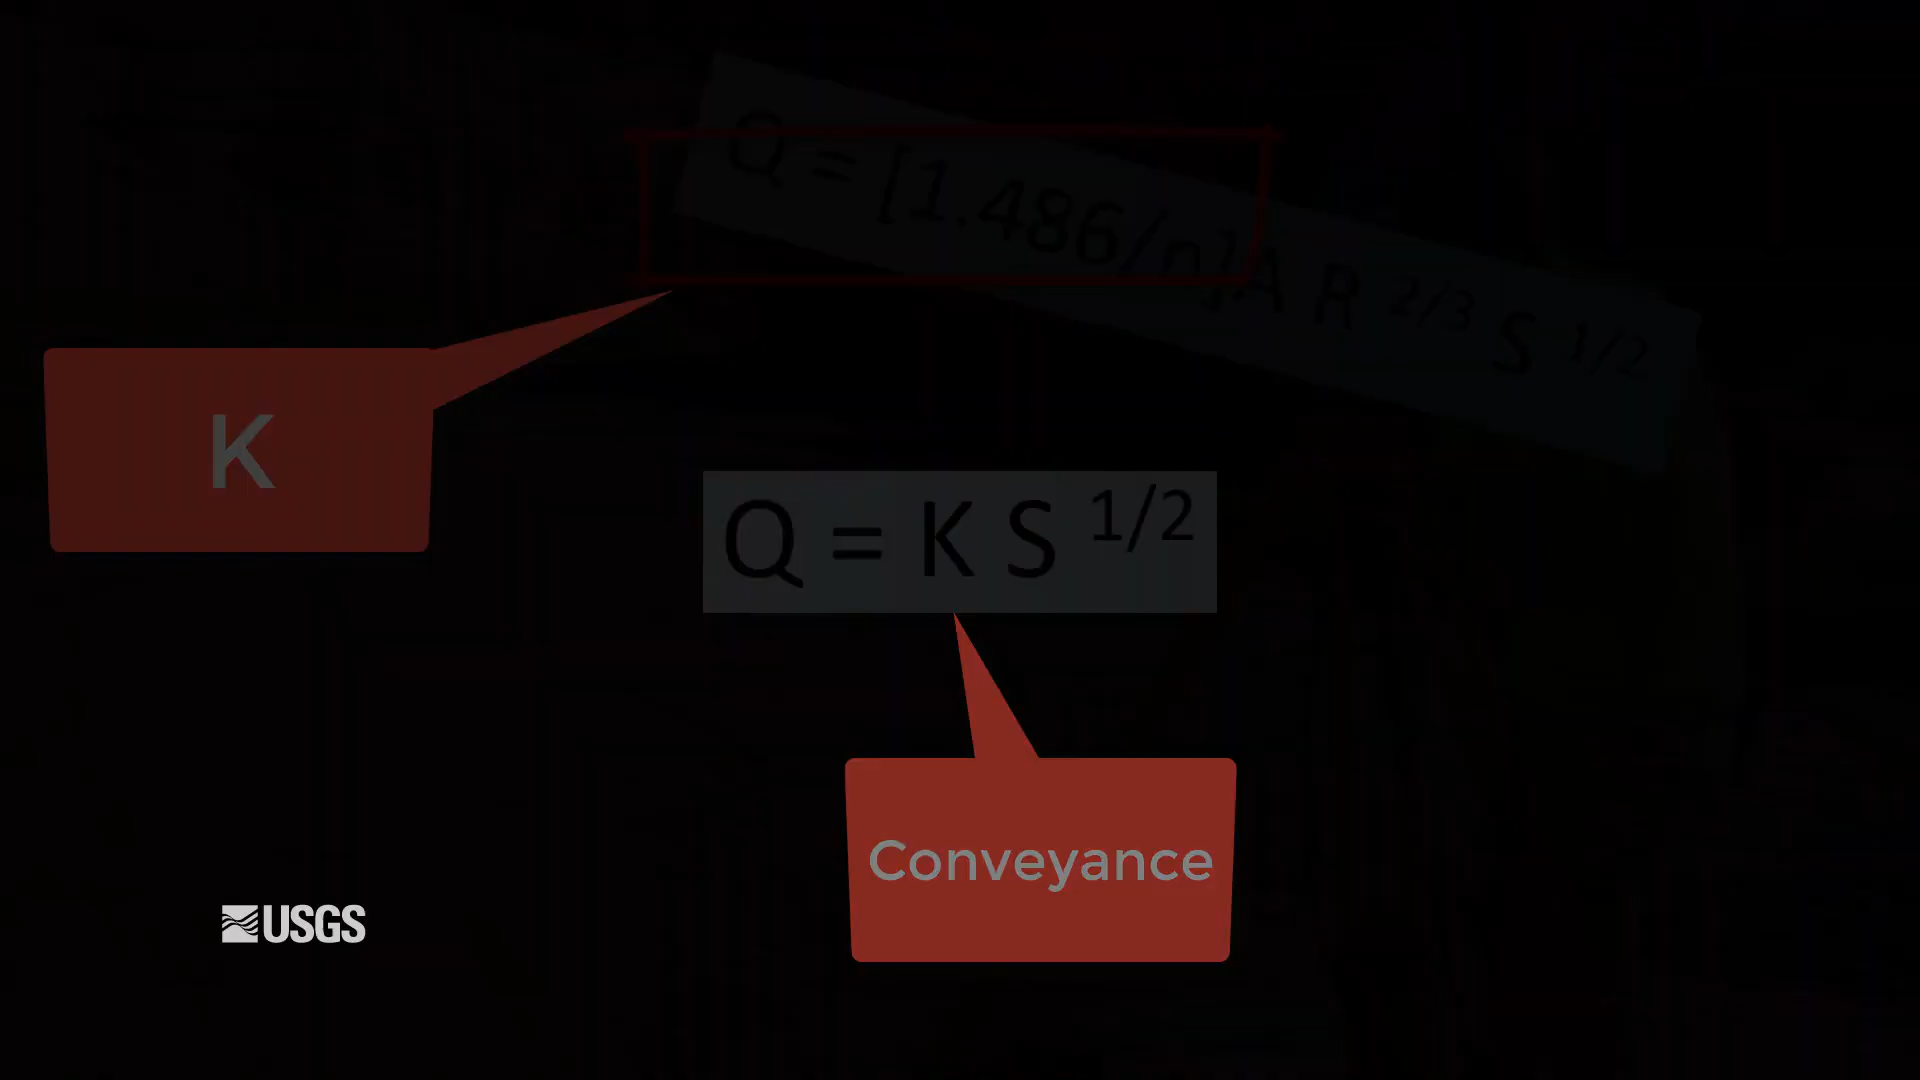 Q = [1.486/n]A R 2/3 S 1/2
K
Q = K S 1/2
Conveyance
USGS